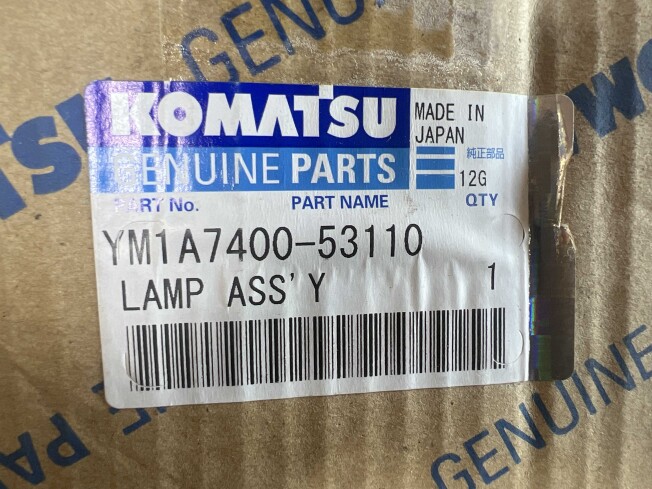 KOMATSU
MADE IN
JAPAN
GENUINE PARTS
純正部品
12G
PART No.
PART NAME
QTY
YM1A7400-53110
LAMP ASS'Y
1
GENUINE
GENUINE